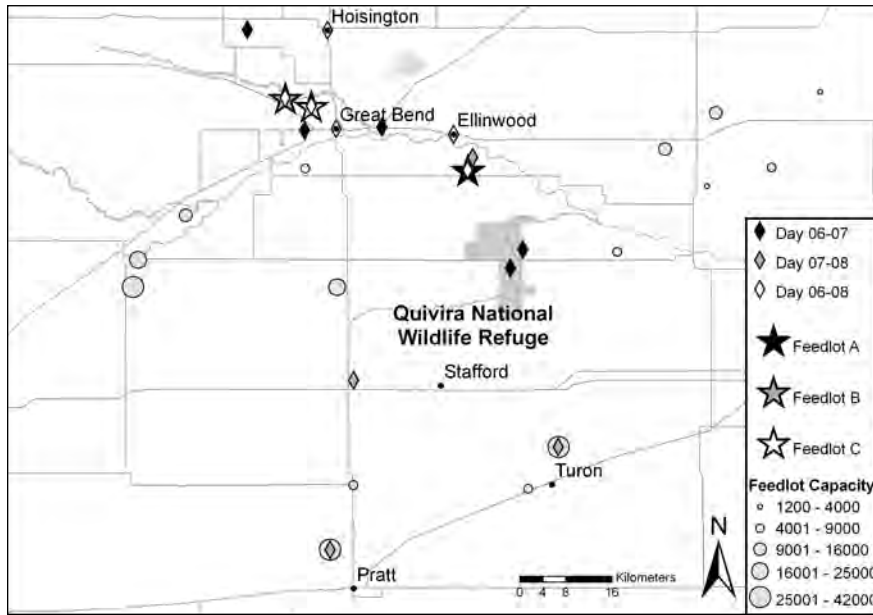 Hoisington
Great Bend
Ellinwood
Quivira National
Wildlife Refuge
Stafford
Turon
Pratt
Day 06-07
Day 07-08
Day 06-08
Feedlot A
Feedlot B
Feedlot C
Feedlot Capacity
1200 - 4000
4001 - 9000
9001 - 16000
16001 - 25000
25001 - 42000
N
Kilometers
0 4 8 16